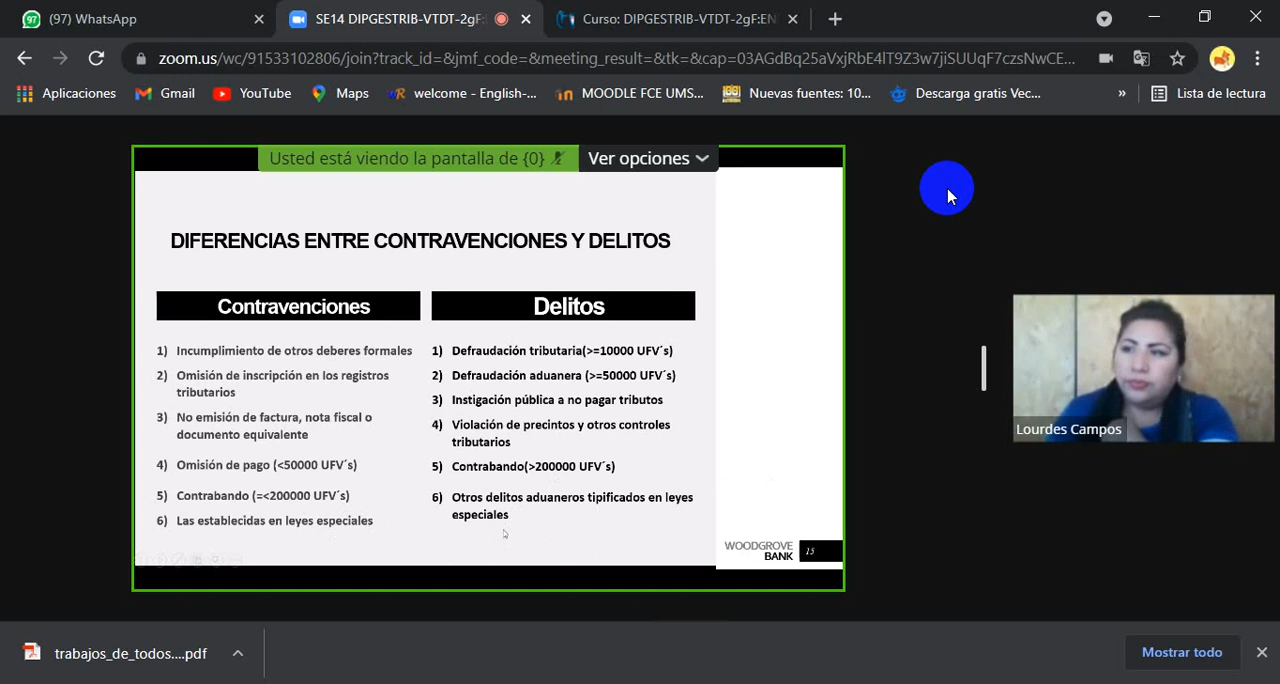 (97) WhatsApp
SE14 DIPGESTRIB-VTDT-2gF:
Curso: DIPGESTRIB-VTDT-2gF:EN
zoom.us/wc/91533102806/join?track_id=&jmf_code=&meeting_result=&tk=&cap=03AGdBq25aVxjRbE4lT9Z3w7jiSUUqF7czsNwCE...
Aplicaciones
Gmail
YouTube
Maps
welcome - English-...
MOODLE FCE UMS...
Nuevas fuentes: 10...
Descarga gratis Vec...
»
Lista de lectura
Usted está viendo la pantalla de {0}
Ver opciones
DIFERENCIAS ENTRE CONTRAVENCIONES Y DELITOS
Contravenciones
1) Incumplimiento de otros deberes formales
2) Omisión de inscripción en los registros
tributarios
3) No emisión de factura, nota fiscal o
documento equivalente
4) Omisión de pago (<50000 UFV´s)
5) Contrabando (=<200000 UFV´s)
6) Las establecidas en leyes especiales
Delitos
1) Defraudación tributaria(>=10000 UFV´s)
2) Defraudación aduanera (>=50000 UFV´s)
3) Instigación pública a no pagar tributos
4) Violación de precintos y otros controles
tributarios
5) Contrabando(>200000 UFV´s)
6) Otros delitos aduaneros tipificados en leyes
especiales
WOODGROVE
BANK
15
Lourdes Campos
trabajos_de_todos....pdf
Mostrar todo